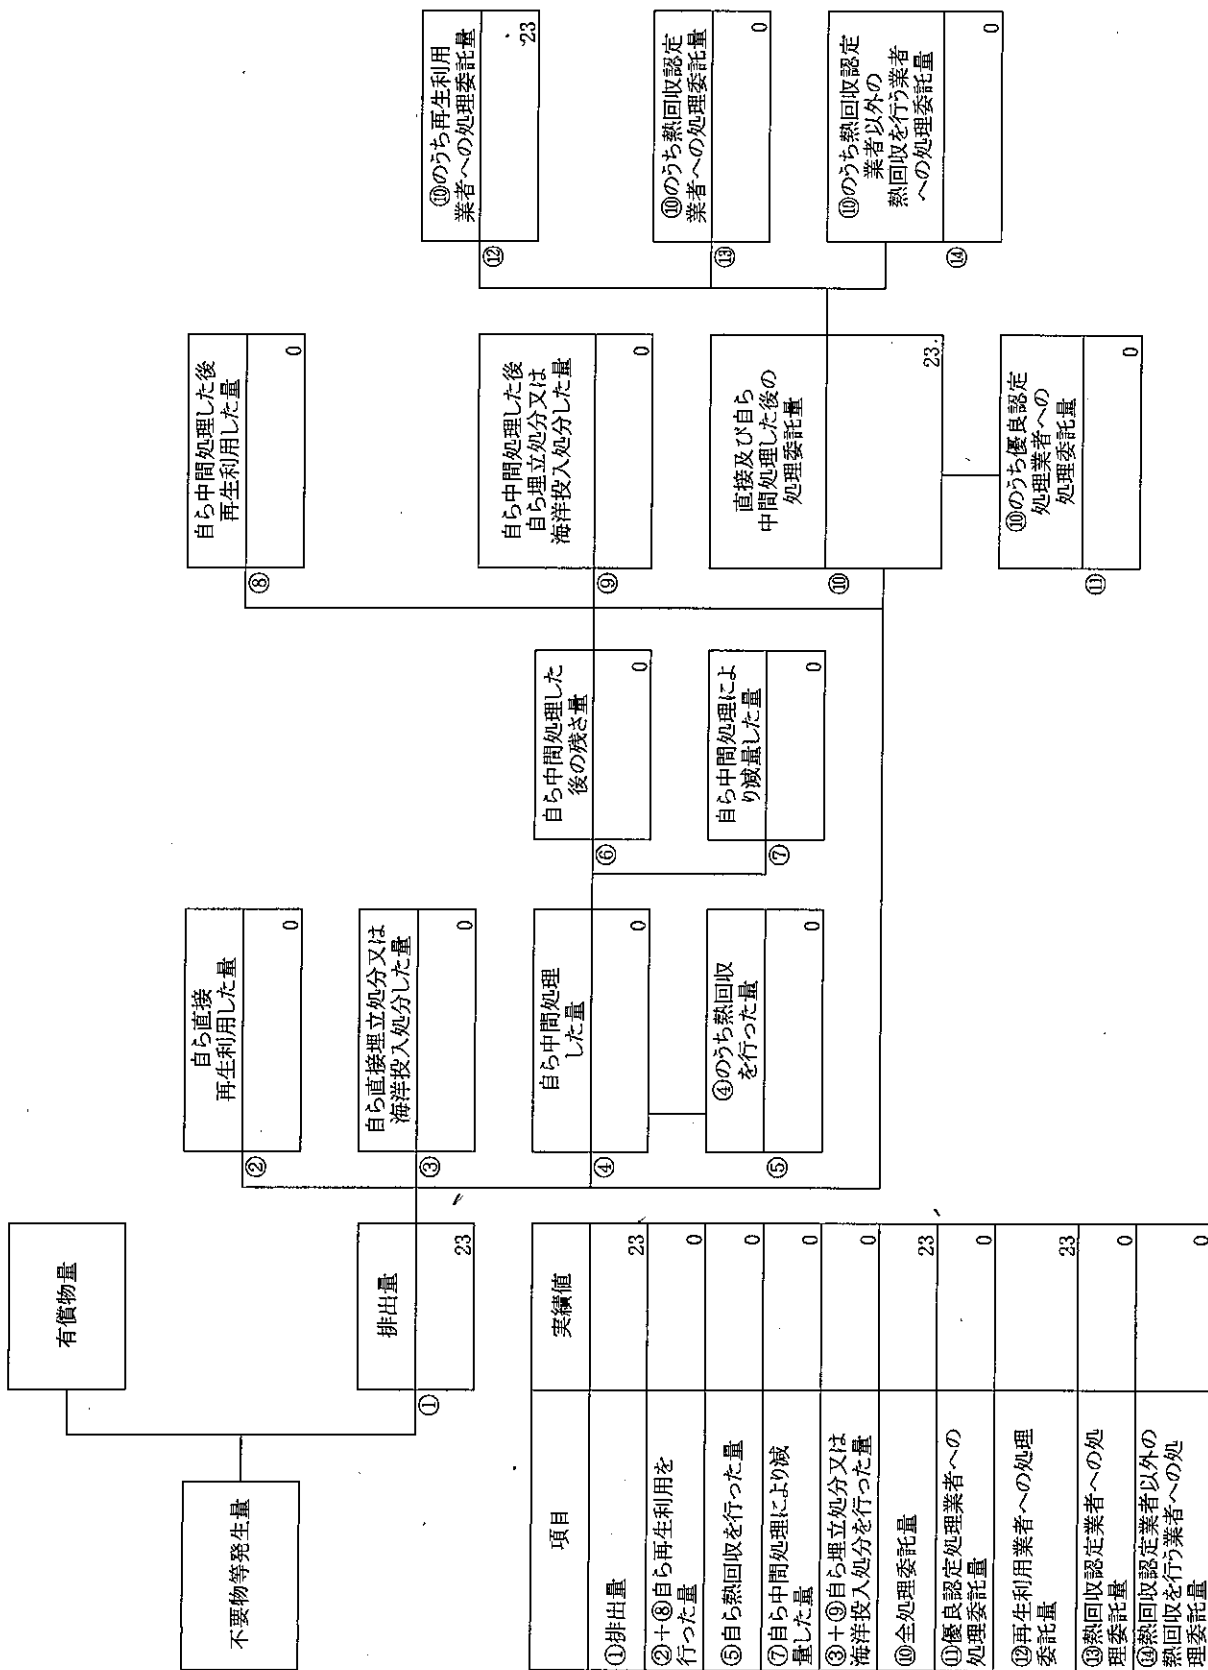 不要物等発生量
有償物量
①
排出量
23
②
自ら直接
再生利用した量
0
③
自ら直接埋立処分又は
海洋投入処分した量
0
④
自ら中間処理
した量
0
⑤
④のうち熱回収
を行った量
0
⑥
自ら中間処理した
後の残さ量
0
⑦
自ら中間処理によ
り減量した量
0
⑧
自ら中間処理した後
再生利用した量
0
⑨
自ら中間処理した後
自ら埋立処分又は
海洋投入処分した量
0
⑩
直接及び自ら
中間処理した後の
処理委託量
23.
⑪
⑩のうち優良認定
処理業者への
処理委託量
0
⑫
⑩のうち再生利用
業者への処理委託量
23
⑬
⑩のうち熱回収認定
業者への処理委託量
0
⑭
⑩のうち熱回収認定
業者以外の
熱回収を行う業者
への処理委託量
0
項目
実績値
①排出量
23
②+⑧自ら再生利用を
行った量
0
⑤自ら熱回収を行った量
0
⑦自ら中間処理により減
量した量
0
③+⑨自ら埋立処分又は
海洋投入処分を行った量
0
⑩全処理委託量
23
⑪優良認定処理業者への
処理委託量
0
⑫再生利用業者への処理
委託量
23
⑬熱回収認定業者への処
理委託量
0
⑭熱回収認定業者以外の
熱回収を行う業者への処
理委託量
0